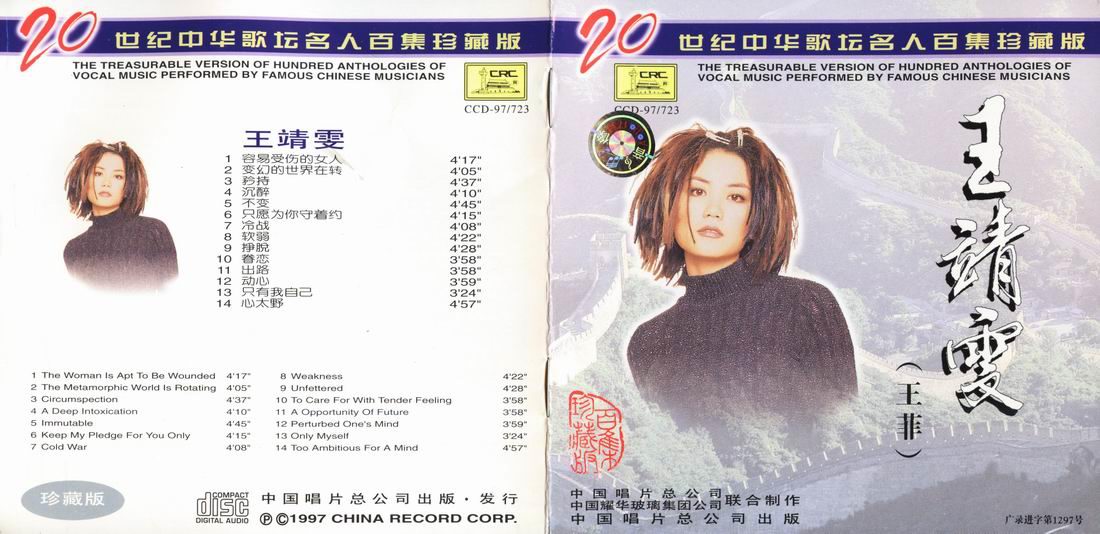 20 世纪中华歌坛名人百集珍藏版
THE TREASURABLE VERSION OF HUNDRED ANTHOLOGIES OF
VOCAL MUSIC PERFORMED BY FAMOUS CHINESE MUSICIANS
CRC
CCD-97/723
王靖雯
1 容易受伤的女人 4'17"
2 变幻的世界在转 4'05"
3 矜持 4'37"
4 沉醉 4'10"
5 不变 4'45"
6 只愿为你守着约 4'15"
7 冷战 4'08"
8 软弱 4'22"
9 掙脫 4'28"
10 眷恋 3'58"
11 出路 3'58"
12 动心 3'59"
13 只有我自己 3'24"
14 心太野 4'57"
1 The Woman Is Apt To Be Wounded 4'17"
2 The Metamorphic World Is Rotating 4'05"
3 Circumspection 4'37"
4 A Deep Intoxication 4'10"
5 Immutable 4'45"
6 Keep My Pledge For You Only 4'15"
7 Cold War 4'08"
8 Weakness 4'22"
9 Unfettered 4'28"
10 To Care For With Tender Feeling 3'58"
11 A Opportunity Of Future 3'58"
12 Perturbed One's Mind 3'59"
13 Only Myself 3'24"
14 Too Ambitious For A Mind 4'57"
珍藏版
COMPACT
disc
DIGITAL AUDIO
中国唱片总公司出版·发行
℗©1997 CHINA RECORD CORP.
20 世纪中华歌坛名人百集珍藏版
THE TREASURABLE VERSION OF HUNDRED ANTHOLOGIES OF
VOCAL MUSIC PERFORMED BY FAMOUS CHINESE MUSICIANS
CRC
CCD-97/723
王靖雯
(王菲)
百集
珍藏版
中国唱片总公司
中国耀华玻璃集团公司 联合制作
中国唱片总公司出版
广录进字第1297号